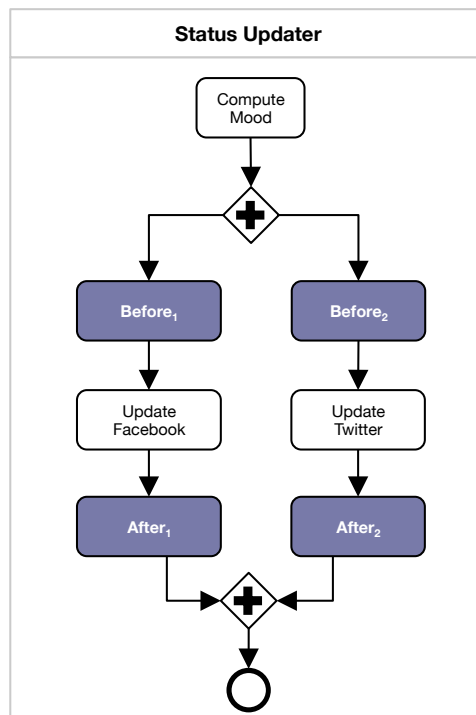 Status Updater
Compute
Mood
Before₁
Before₂
Update
Facebook
Update
Twitter
After₁
After₂